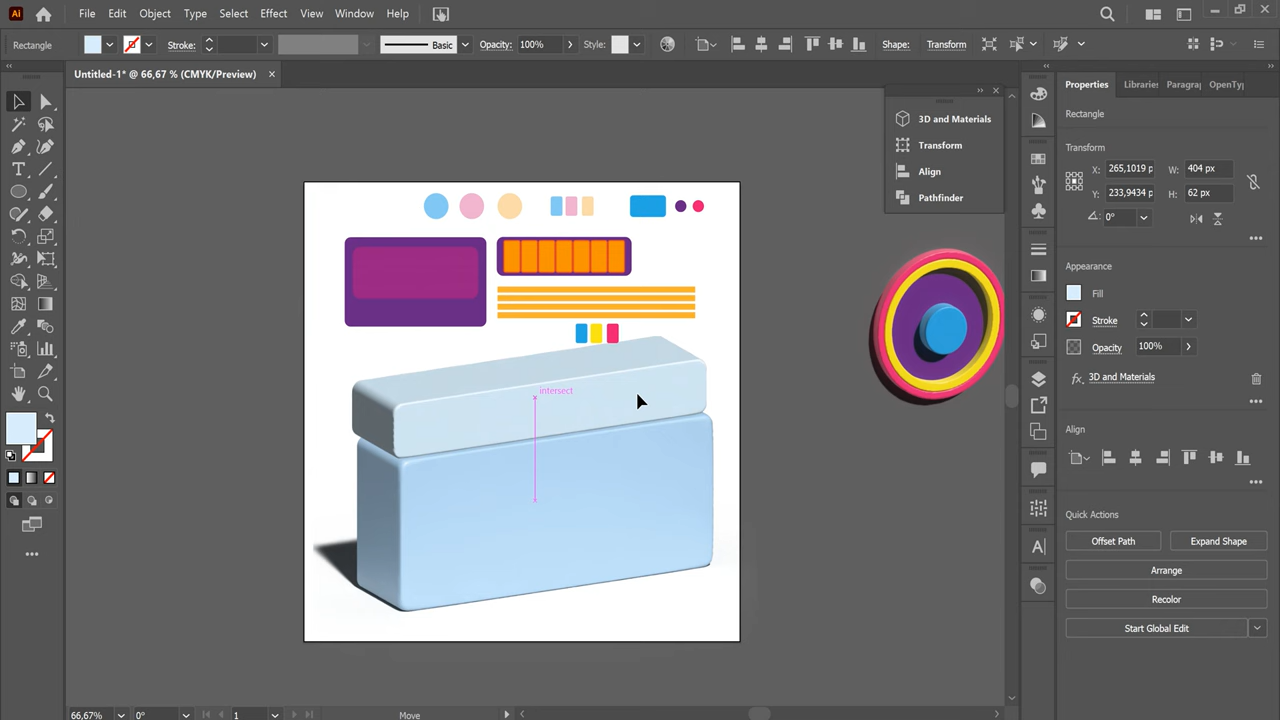 Ai
File Edit Object Type Select Effect View Window Help
Rectangle Stroke: Basic Opacity: 100% Style: Shape: Transform
Untitled-1* @ 66,67 % (CMYK/Preview) ×
3D and Materials
Transform
Align
Pathfinder
intersect
Properties Libraries Paragra OpenTyp
Rectangle
Transform
X: 265,1019 p W: 404 px
Y: 233,9434 p H: 62 px
0°
Appearance
Fill
Stroke
Opacity 100%
fx. 3D and Materials
Align
Quick Actions
Offset Path Expand Shape
Arrange
Recolor
Start Global Edit
66,67% 0° 1 Move